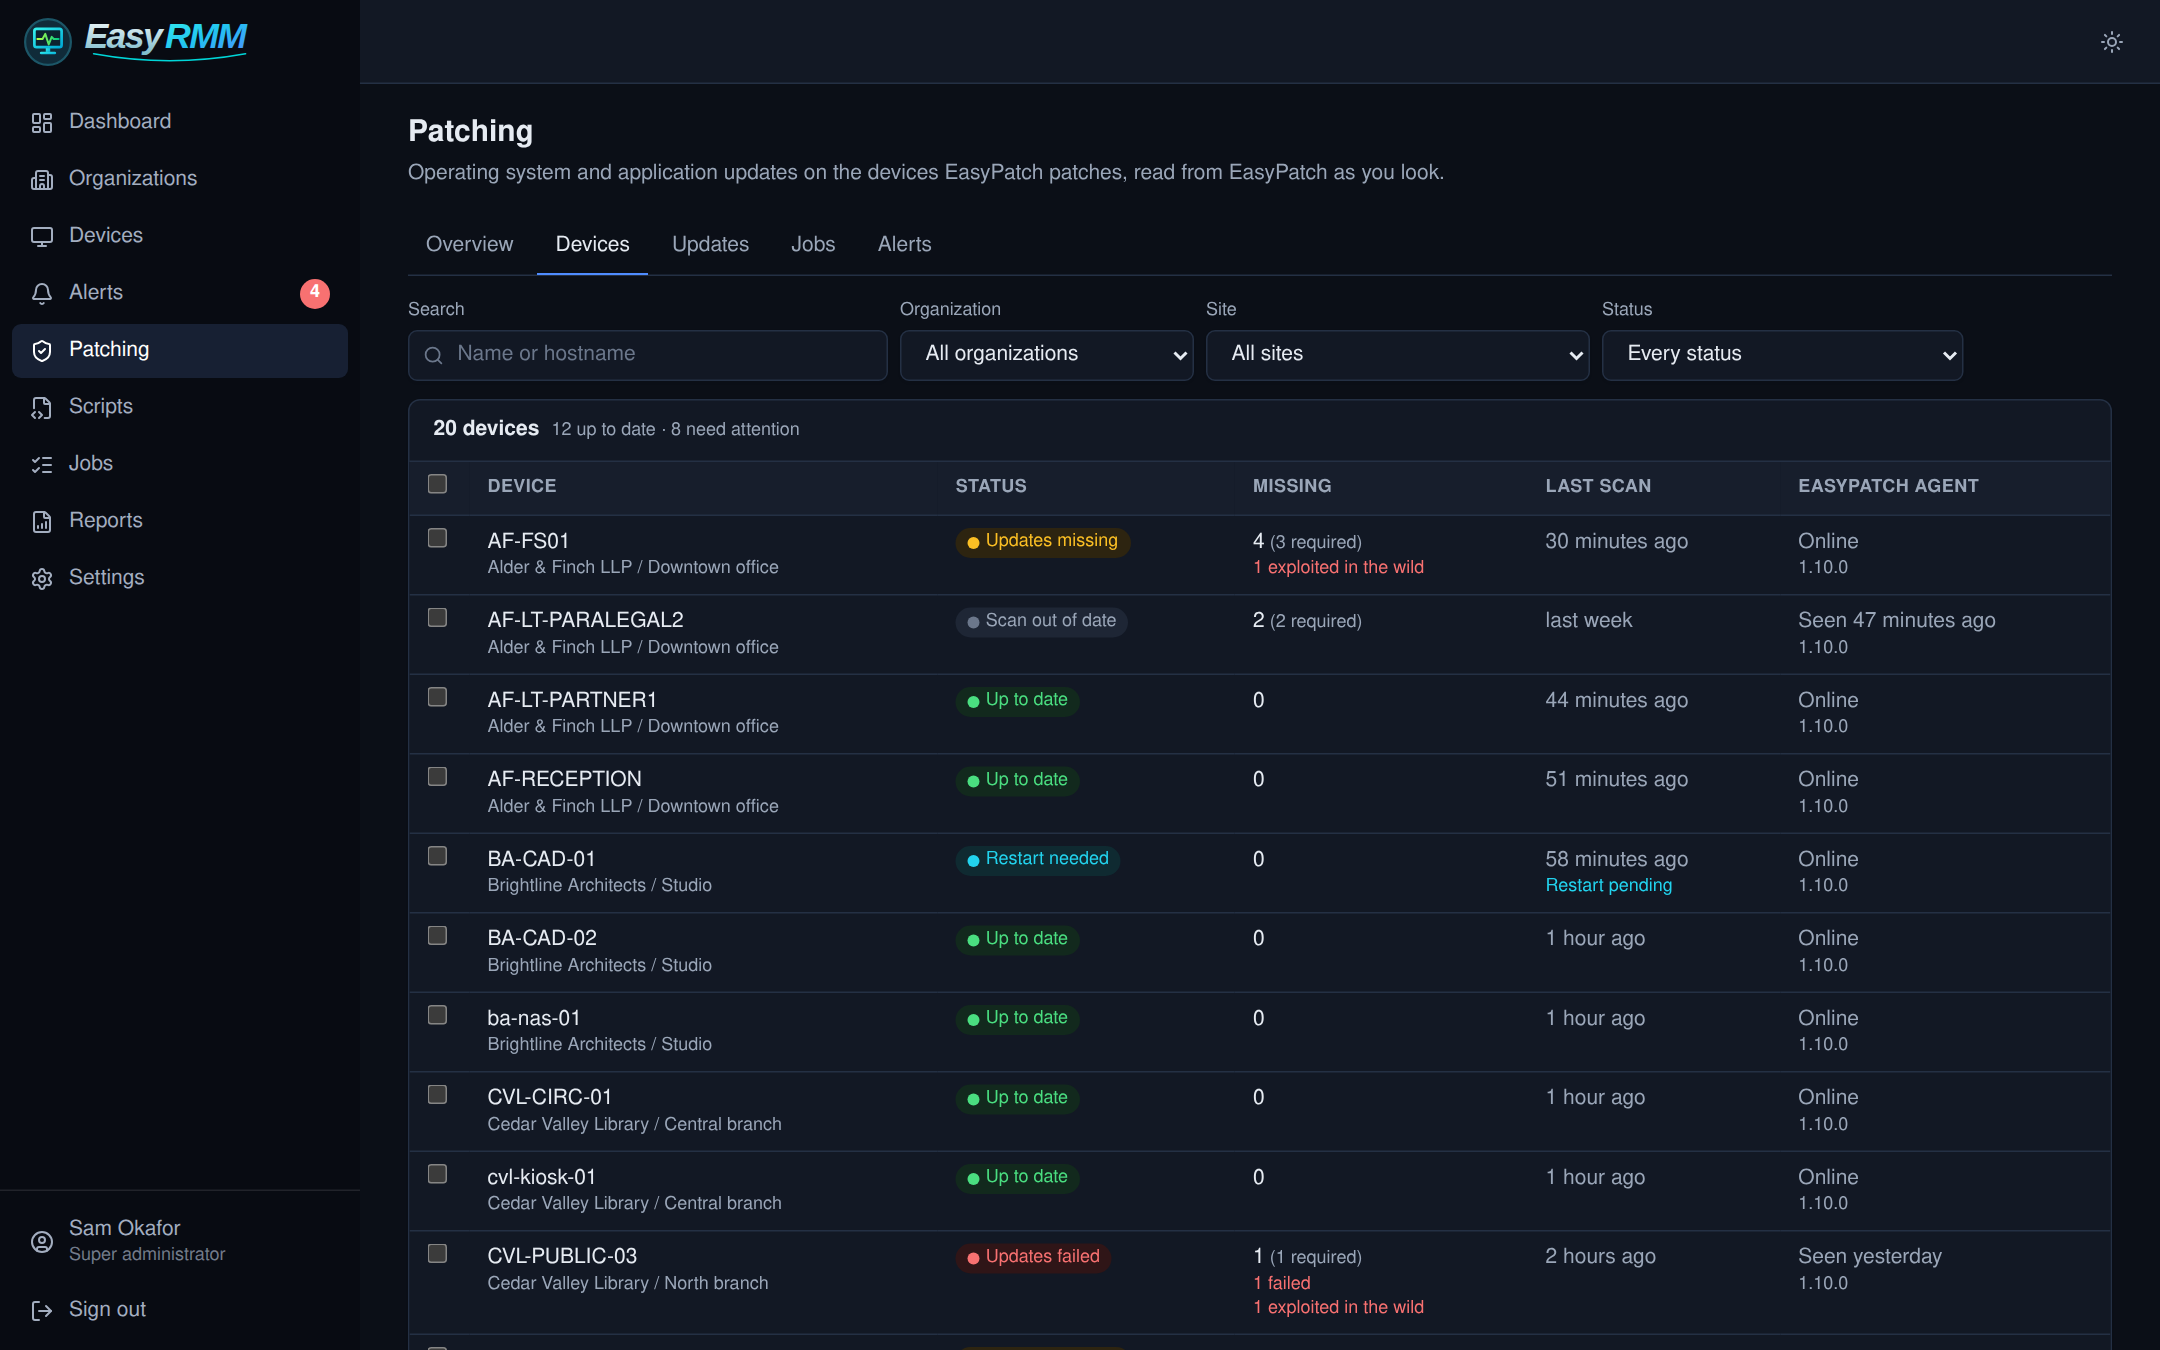 EasyRMM
Dashboard
Organizations
Devices
Alerts
4
Patching
Scripts
Jobs
Reports
Settings
Sam Okafor
Super administrator
Sign out
Patching
Operating system and application updates on the devices EasyPatch patches, read from EasyPatch as you look.
Overview Devices Updates Jobs Alerts
Search Organization Site Status
Name or hostname All organizations All sites Every status
20 devices 12 up to date · 8 need attention
DEVICE STATUS MISSING LAST SCAN EASYPATCH AGENT
AF-FS01 Updates missing 4 (3 required) 30 minutes ago Online
Alder & Finch LLP / Downtown office 1 exploited in the wild 1.10.0
AF-LT-PARALEGAL2 Scan out of date 2 (2 required) last week Seen 47 minutes ago
Alder & Finch LLP / Downtown office 1.10.0
AF-LT-PARTNER1 Up to date 0 44 minutes ago Online
Alder & Finch LLP / Downtown office 1.10.0
AF-RECEPTION Up to date 0 51 minutes ago Online
Alder & Finch LLP / Downtown office 1.10.0
BA-CAD-01 Restart needed 0 58 minutes ago Online
Brightline Architects / Studio Restart pending 1.10.0
BA-CAD-02 Up to date 0 1 hour ago Online
Brightline Architects / Studio 1.10.0
ba-nas-01 Up to date 0 1 hour ago Online
Brightline Architects / Studio 1.10.0
CVL-CIRC-01 Up to date 0 1 hour ago Online
Cedar Valley Library / Central branch 1.10.0
cvl-kiosk-01 Up to date 0 1 hour ago Online
Cedar Valley Library / Central branch 1.10.0
CVL-PUBLIC-03 Updates failed 1 (1 required) 2 hours ago Seen yesterday
Cedar Valley Library / North branch 1 failed 1.10.0
1 exploited in the wild